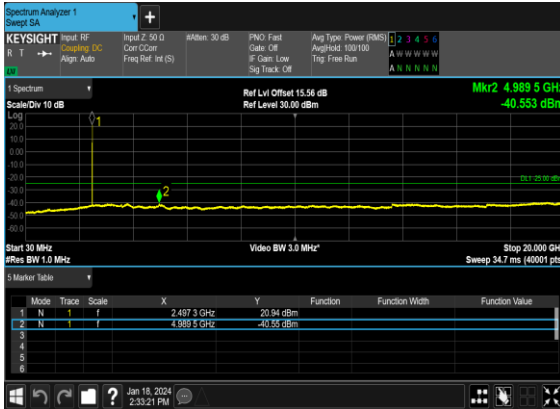 Spectrum Analyzer 1
Swept SA
+
KEYSIGHT
R T
Input: RF
Coupling: DC
Align: Auto
Input Z: 50 Ω
Corr CCorr
Freq Ref: Int (S)
#Atten: 30 dB
PNO: Fast
Gate: Off
IF Gain: Low
Sig Track: Off
Avg Type: Power (RMS)
Avg|Hold: 100/100
Trig: Free Run
1 2 3 4 5 6
A W W W W W
A N N N N N
1 Spectrum
Scale/Div 10 dB
Ref Lvl Offset 15.56 dB
Ref Level 30.00 dBm
Mkr2 4.989 5 GHz
-40.553 dBm
Log
20.0
10.0
0.00
-10.0
-20.0
-30.0
-40.0
-50.0
-60.0
1
2
Start 30 MHz
#Res BW 1.0 MHz
Video BW 3.0 MHz*
Stop 20.000 GH
Sweep 34.7 ms (40001 pts
5 Marker Table
Mode Trace Scale X Y Function Function Width Function Value
1 N 1 f 2.497 3 GHz 20.94 dBm
2 N 1 f 4.989 5 GHz -40.55 dBm
3
4
5
6
?
Jan 18, 2024
2:33:21 PM